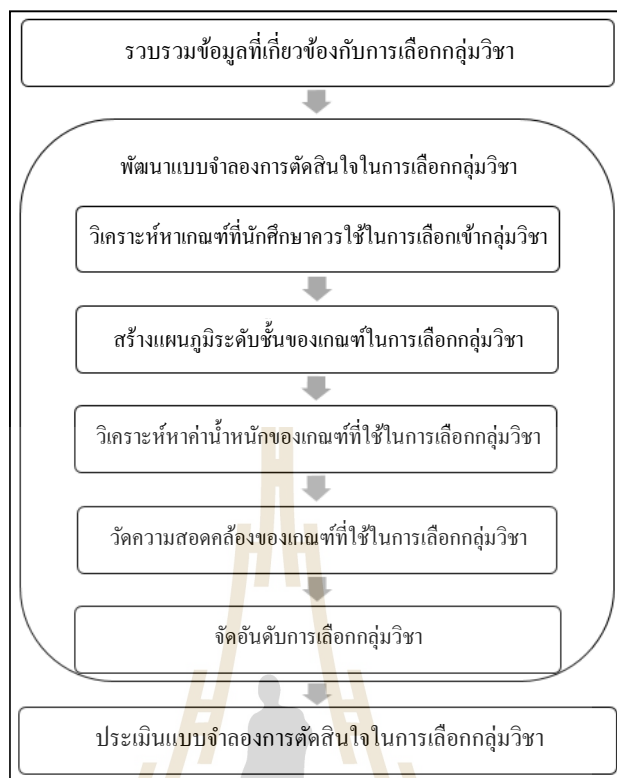 รวบรวมข้อมูลที่เกี่ยวข้องกับการเลือกกลุ่มวิชา
พัฒนาแบบจำลองการตัดสินใจในการเลือกกลุ่มวิชา
วิเคราะห์หาเกณฑ์ที่นักศึกษาควรใช้ในการเลือกเข้ากลุ่มวิชา
สร้างแผนภูมิระดับชั้นของเกณฑ์ในการเลือกกลุ่มวิชา
วิเคราะห์หาค่าน้ำหนักของเกณฑ์ที่ใช้ในการเลือกกลุ่มวิชา
วัดความสอดคล้องของเกณฑ์ที่ใช้ในการเลือกกลุ่มวิชา
จัดอันดับการเลือกกลุ่มวิชา
ประเมินแบบจำลองการตัดสินใจในการเลือกกลุ่มวิชา